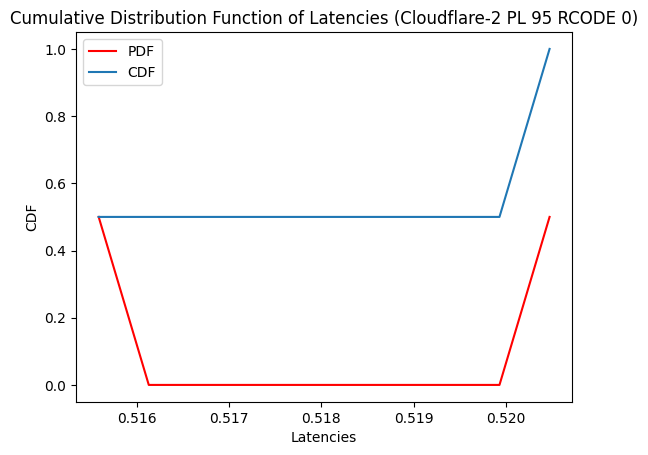 Cumulative Distribution Function of Latencies (Cloudflare-2 PL 95 RCODE 0)
PDF
CDF
1.0
0.8
0.6
0.4
0.2
0.0
CDF
0.516 0.517 0.518 0.519 0.520
Latencies